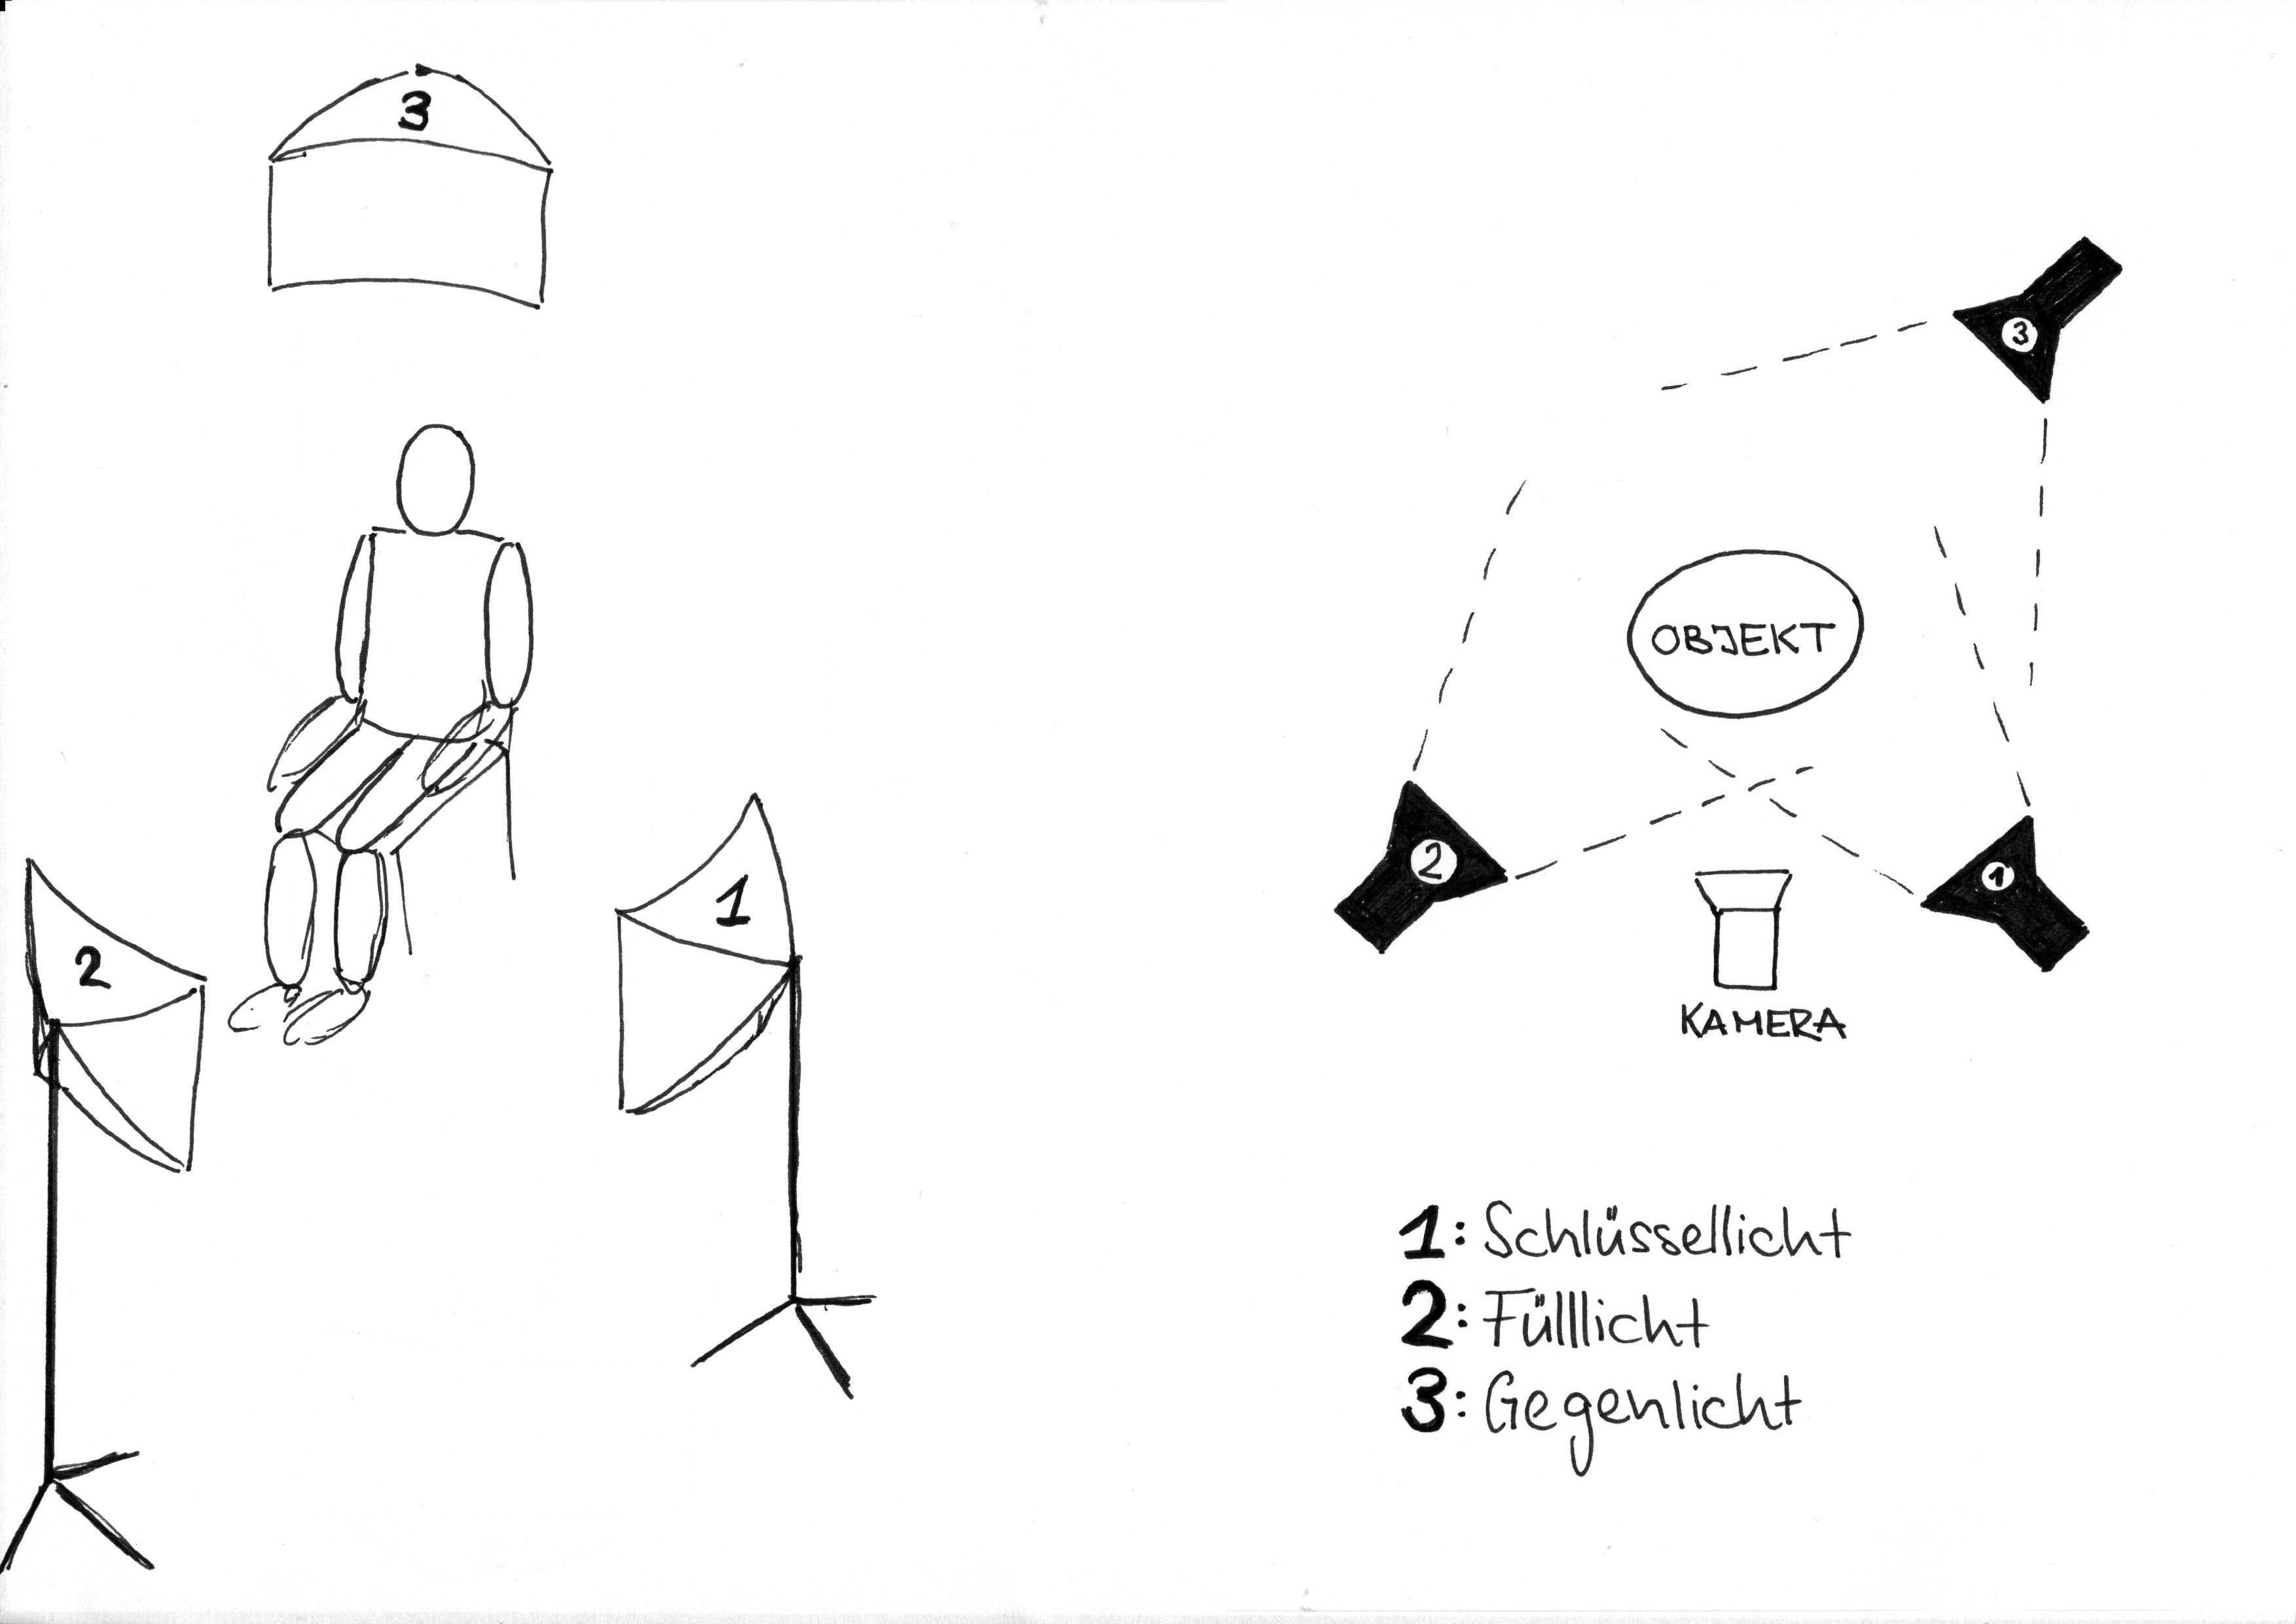 3
2
1
3
OBJEKT
2
1
KAMERA
1: Schlüssellicht
2: Fülllicht
3: Gegenlicht